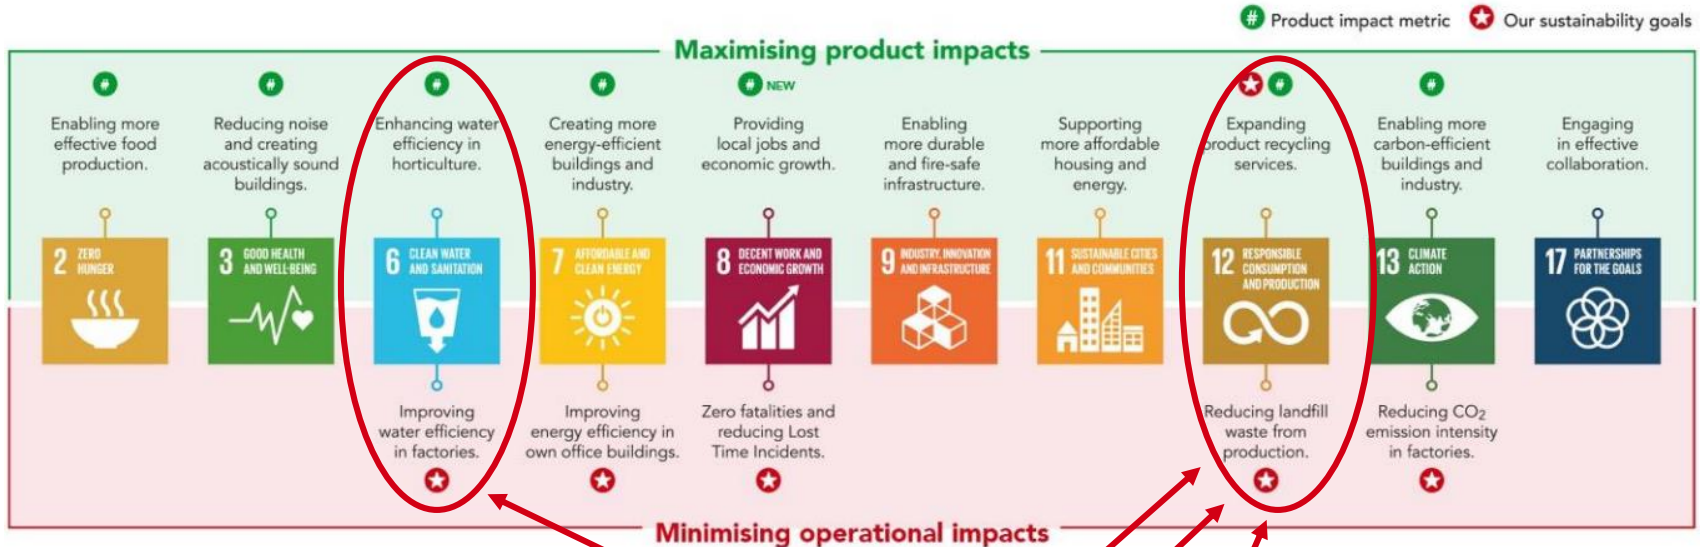 # Product impact metric ★ Our sustainability goals
Maximising product impacts
#
Enabling more
effective food
production.
2 ZERO
HUNGER
#
Reducing noise
and creating
acoustically sound
buildings.
3 GOOD HEALTH
AND WELL-BEING
#
Enhancing water
efficiency in
horticulture.
6 CLEAN WATER
AND SANITATION
Improving
water efficiency
in factories.
#
Creating more
energy-efficient
buildings and
industry.
7 AFFORDABLE AND
CLEAN ENERGY
Improving
energy efficiency in
own office buildings.
# NEW
Providing
local jobs and
economic growth.
8 DECENT WORK AND
ECONOMIC GROWTH
Zero fatalities and
reducing Lost
Time Incidents.
Enabling
more durable
and fire-safe
infrastructure.
9 INDUSTRY, INNOVATION
AND INFRASTRUCTURE
Supporting
more affordable
housing and
energy.
11 SUSTAINABLE CITIES
AND COMMUNITIES
#
Expanding
product recycling
services.
12 RESPONSIBLE
CONSUMPTION
AND PRODUCTION
Reducing landfill
waste from
production.
#
Enabling more
carbon-efficient
buildings and
industry.
13 CLIMATE
ACTION
Reducing CO₂
emission intensity
in factories.
Engaging
in effective
collaboration.
17 PARTNERSHIPS
FOR THE GOALS
Minimising operational impacts